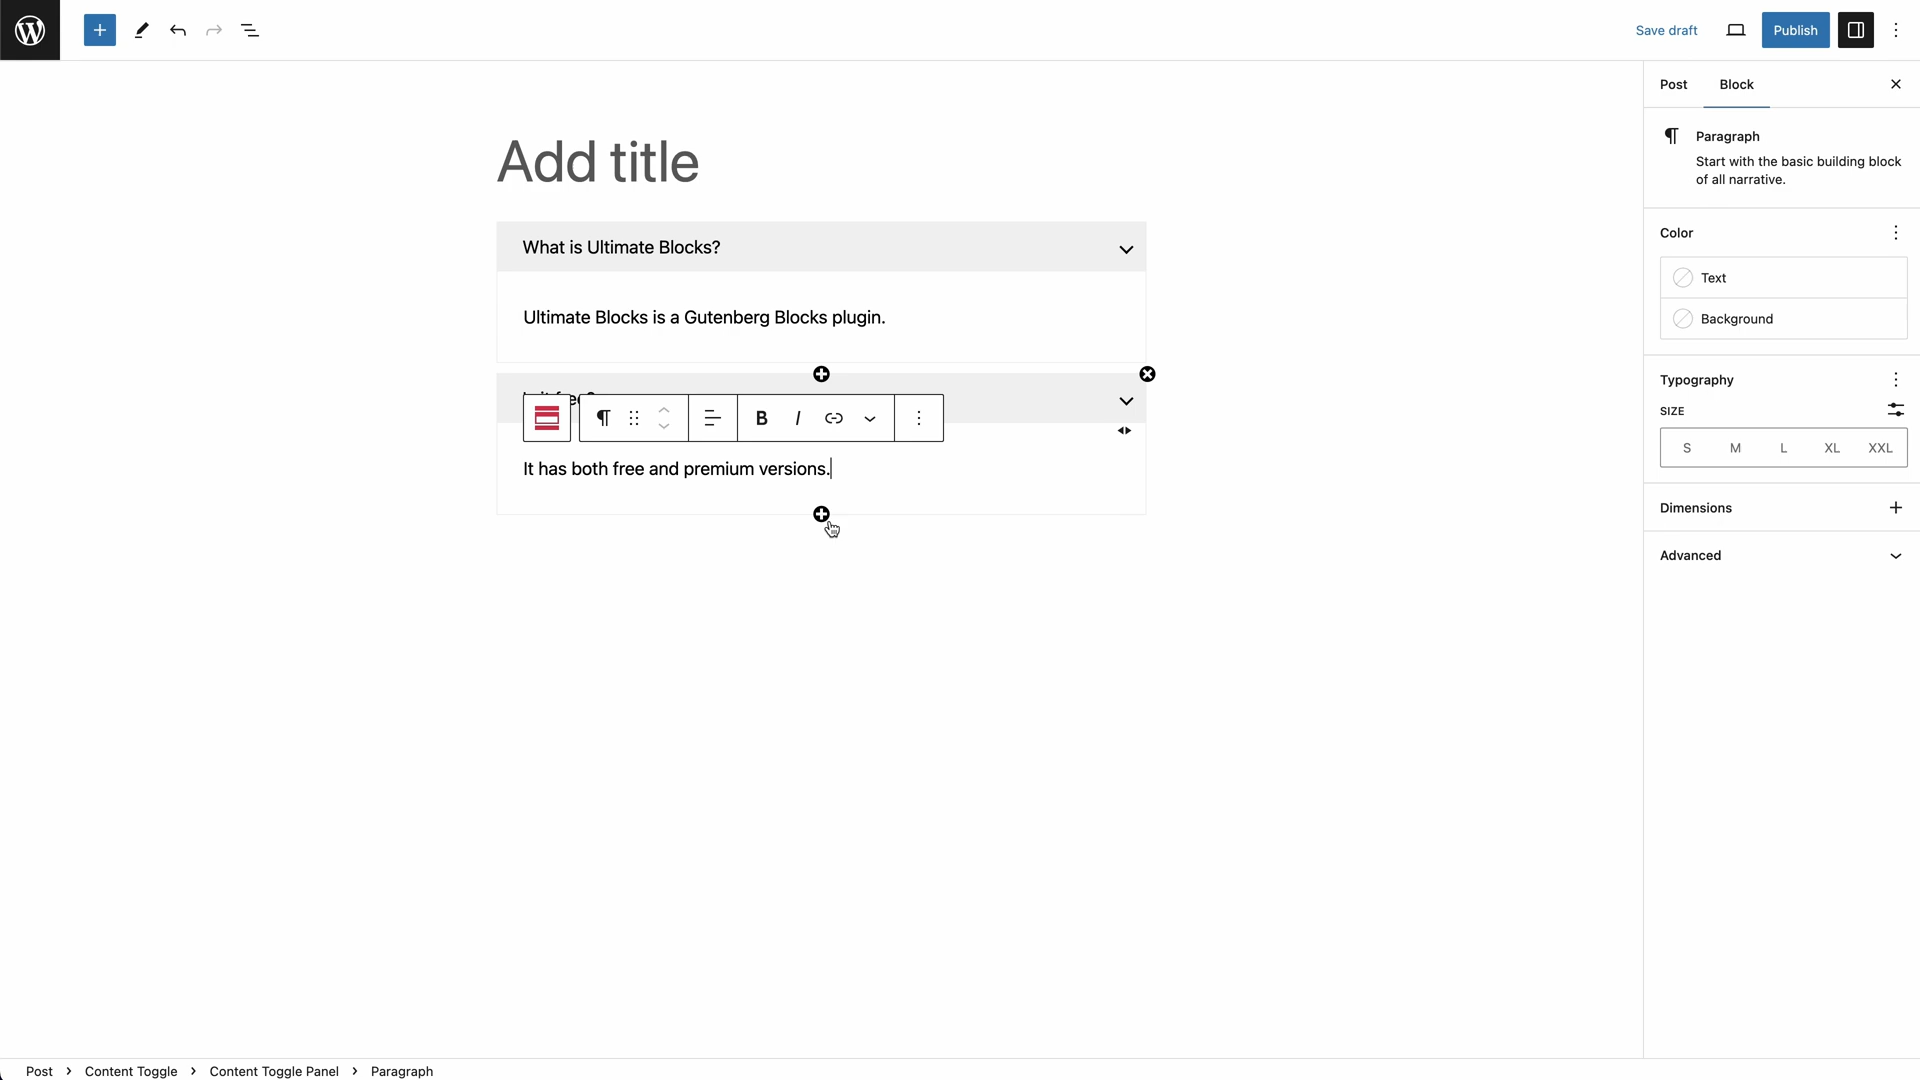 Save draft
Publish
Post
Block
Paragraph
Start with the basic building block
of all narrative.
Color
Text
Background
Typography
SIZE
S M L XL XXL
Dimensions
Advanced
Add title
What is Ultimate Blocks?
Ultimate Blocks is a Gutenberg Blocks plugin.
B I
It has both free and premium versions.
Post > Content Toggle > Content Toggle Panel > Paragraph